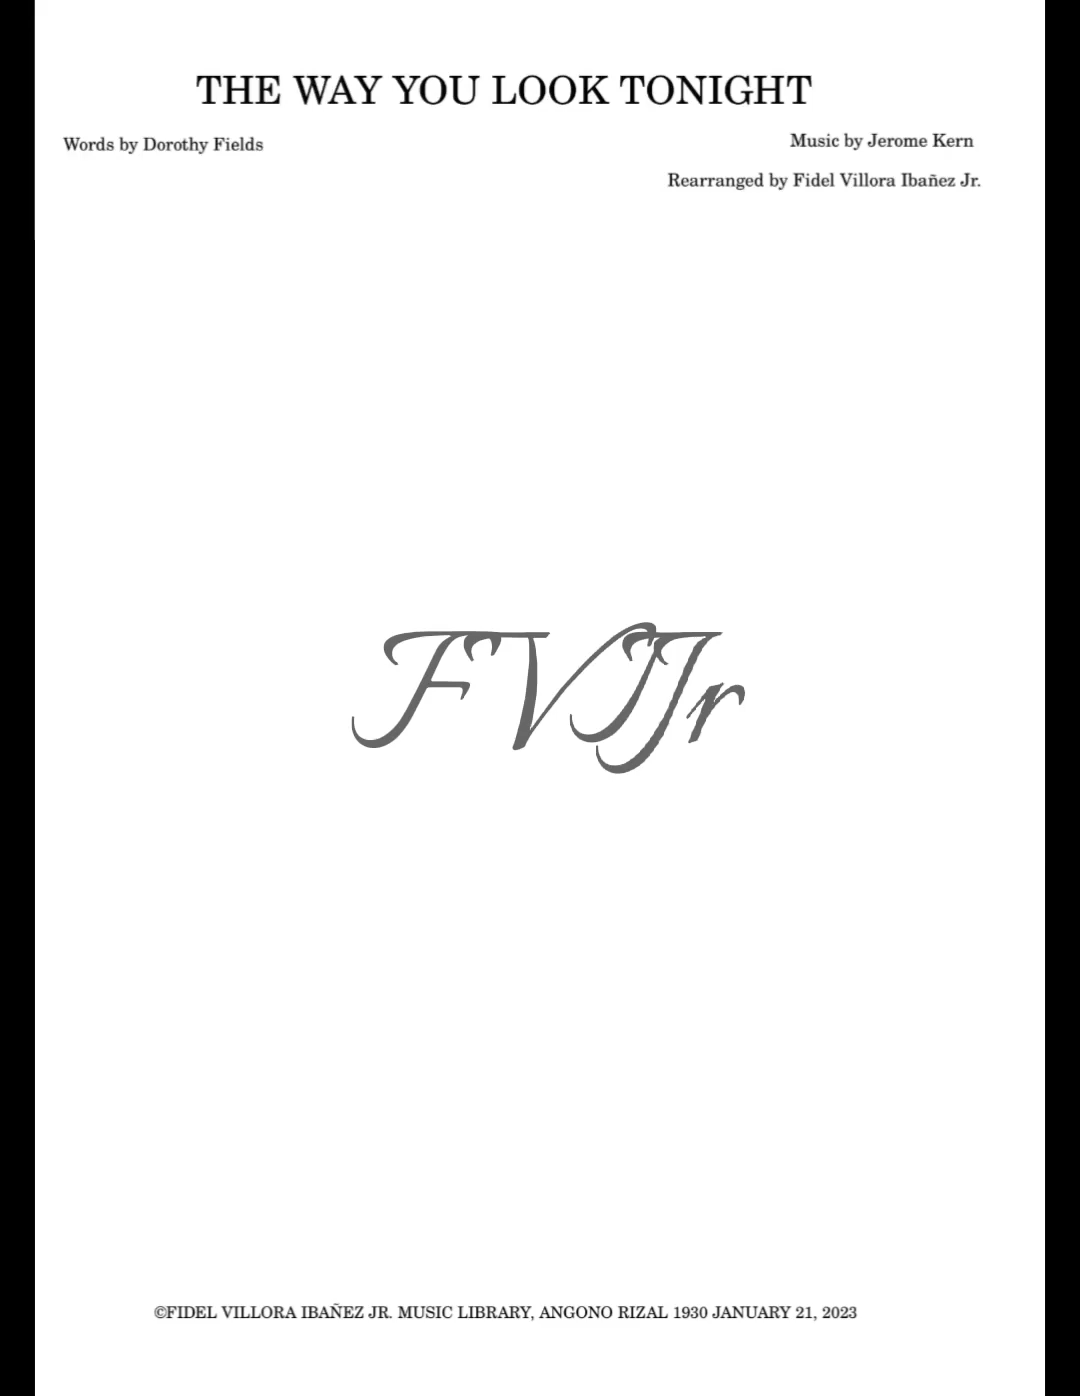 THE WAY YOU LOOK TONIGHT
Words by Dorothy Fields
Music by Jerome Kern
Rearranged by Fidel Villora Ibañez Jr.
FVIJr
©FIDEL VILLORA IBAÑEZ JR. MUSIC LIBRARY, ANGONO RIZAL 1930 JANUARY 21, 2023